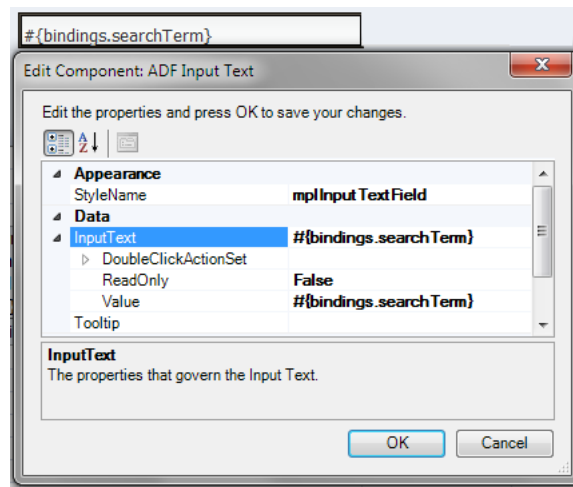 #{bindings.searchTerm}
Edit Component: ADF Input Text
Edit the properties and press OK to save your changes.
Appearance
StyleName mplInputTextField
Data
InputText #{bindings.searchTerm}
DoubleClickActionSet
ReadOnly False
Value #{bindings.searchTerm}
Tooltip
InputText
The properties that govern the Input Text.
OK Cancel